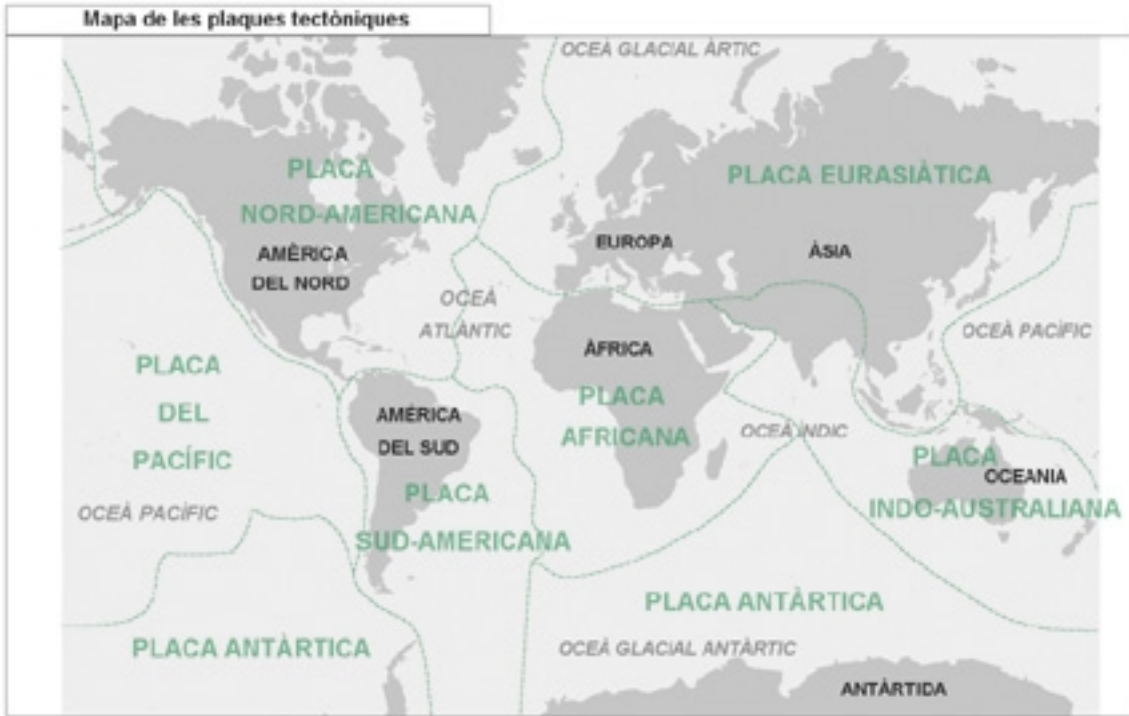 Mapa de les plaques tectòniques
OCEÀ GLACIAL ÀRTIC
PLACA
NORD-AMERICANA
PLACA EURASIÀTICA
AMÈRICA
DEL NORD
EUROPA
ÀSIA
OCEÀ
ATLÀNTIC
OCEÀ PACÍFIC
ÀFRICA
PLACA
DEL
PACÍFIC
PLACA
AFRICANA
AMÈRICA
DEL SUD
OCEÀ ÍNDIC
PLACA
INDO-AUSTRALIANA
OCEANIA
PLACA
SUD-AMERICANA
OCEÀ PACÍFIC
PLACA ANTÀRTICA
PLACA ANTÀRTICA
OCEÀ GLACIAL ANTÀRTIC
ANTÀRTIDA